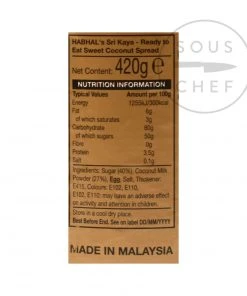 SOUS
CHEF
HABHAL's Sri Kaya - Ready to
Eat Sweet Coconut Spread
Net Content: 420g e
NUTRITION INFORMATION
Typical Values Amount per 100g
Energy 1255kJ/300kcal
Fat 6g
of which saturates 3g
Carbohydrate 60g
of which sugars 50g
Fibre 0g
Protein 3.5g
Salt 0.1g
Ingredients: Sugar (40%), Coconut Milk
Powder (27%), Egg, Salt, Thickener:
E415, Colours: E102, E110,
E102, E110: may have an adverse effect
on activity and attention in children.
Store in a cool dry place.
Best Before End: See on label DD/MM/YYYY
MADE IN MALAYSIA